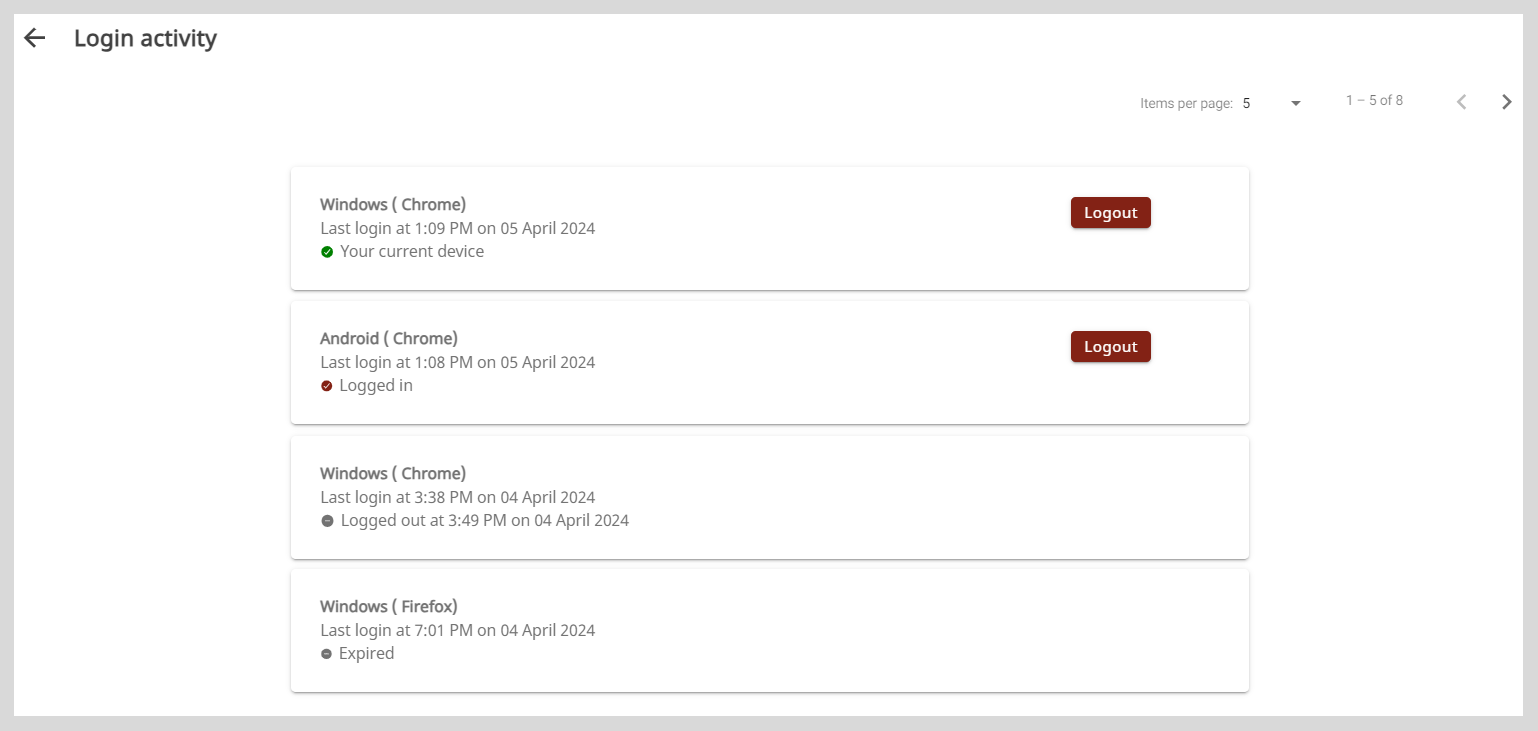 Login activity
Items per page: 5
1 – 5 of 8
Windows ( Chrome)
Logout
Last login at 1:09 PM on 05 April 2024
Your current device
Android ( Chrome)
Logout
Last login at 1:08 PM on 05 April 2024
Logged in
Windows ( Chrome)
Last login at 3:38 PM on 04 April 2024
Logged out at 3:49 PM on 04 April 2024
Windows ( Firefox)
Last login at 7:01 PM on 04 April 2024
Expired